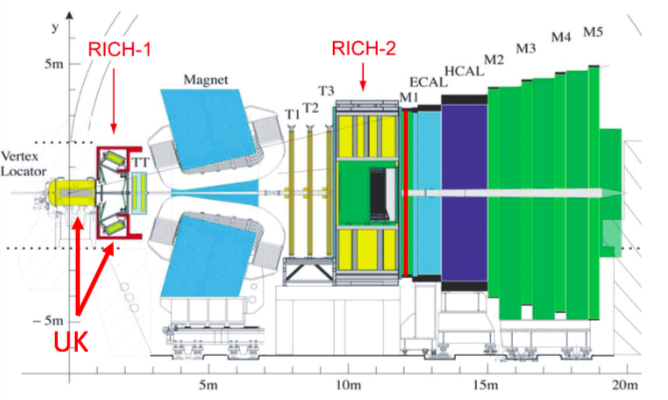 y
5m
RICH-1
Magnet
RICH-2
T1
T2
T3
M1
ECAL
HCAL
M2
M3
M4
M5
Vertex
Locator
TT
z
– 5m
UK
5m
10m
15m
20m